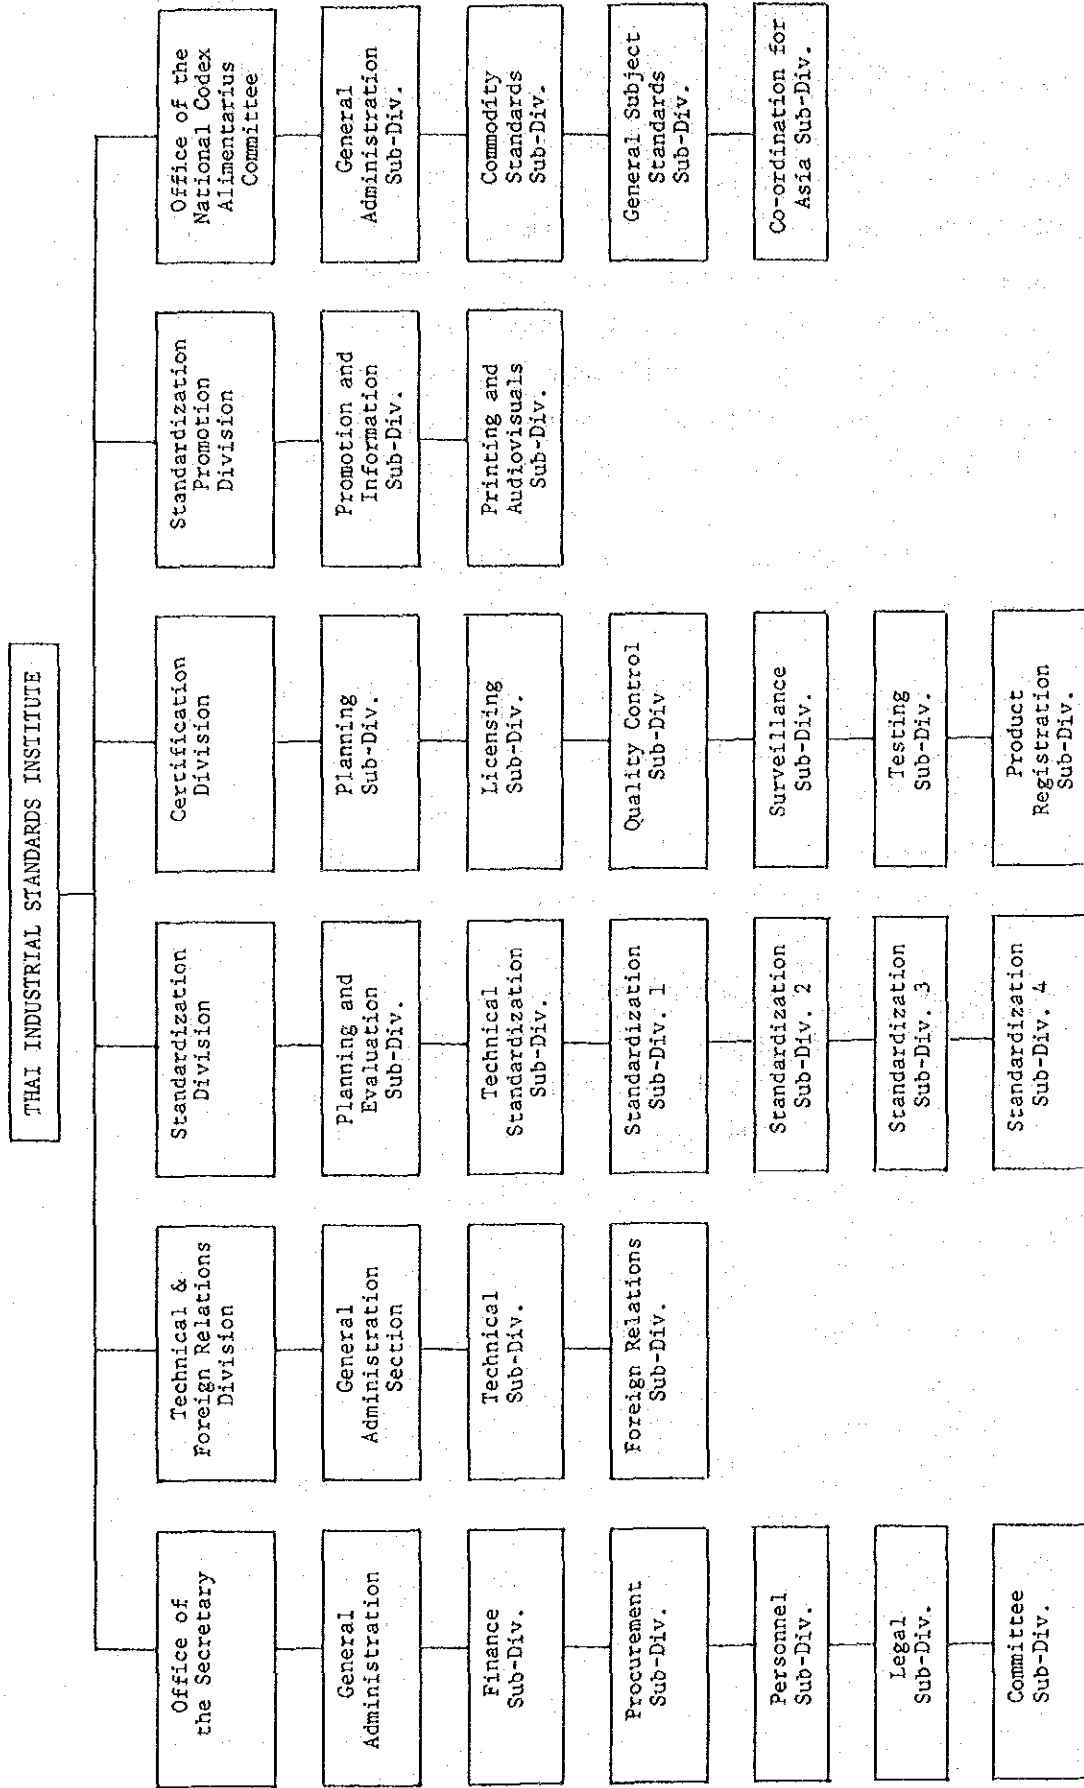 THAI INDUSTRIAL STANDARDS INSTITUTE
Office of
the Secretary
General
Administration
Finance
Sub-Div.
Procurement
Sub-Div.
Personnel
Sub-Div.
Legal
Sub-Div.
Committee
Sub-Div.
Technical &
Foreign Relations
Division
General
Administration
Section
Technical
Sub-Div.
Foreign Relations
Sub-Div.
Standardization
Division
Planning and
Evaluation
Sub-Div.
Technical
Standardization
Sub-Div.
Standardization
Sub-Div. 1
Standardization
Sub-Div. 2
Standardization
Sub-Div. 3
Standardization
Sub-Div. 4
Certification
Division
Planning
Sub-Div.
Licensing
Sub-Div.
Quality Control
Sub-Div
Surveillance
Sub-Div.
Testing
Sub-Div.
Product
Registration
Sub-Div.
Standardization
Promotion
Division
Promotion and
Information
Sub-Div.
Printing and
Audiovisuals
Sub-Div.
Office of the
National Codex
Alimentarius
Committee
General
Administration
Sub-Div.
Commodity
Standards
Sub-Div.
General Subject
Standards
Sub-Div.
Co-ordination for
Asia Sub-Div.